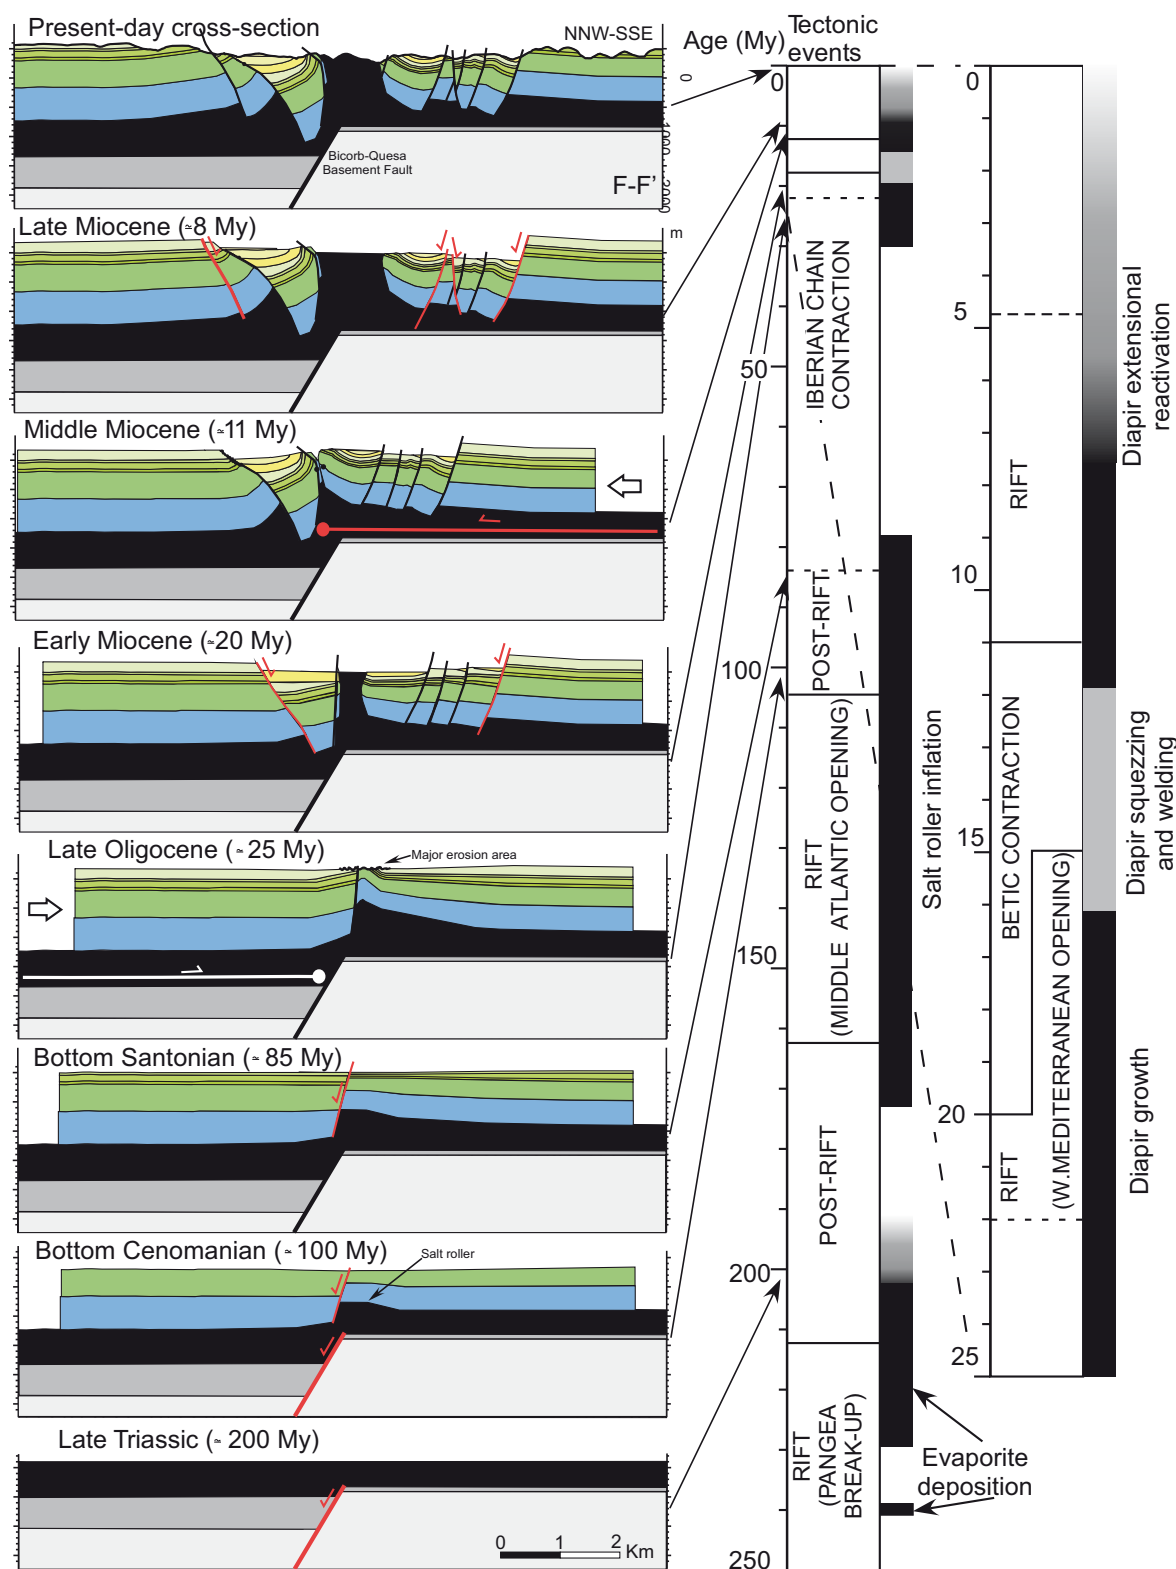 Present-day cross-section
NNW-SSE
0
1000
2000
m
Bicorb-Quesa
Basement Fault
F-F'
Late Miocene (≃8 My)
Middle Miocene (≃11 My)
Early Miocene (≃20 My)
Late Oligocene (≃25 My)
Major erosion area
Bottom Santonian (≃85 My)
Bottom Cenomanian (≃100 My)
Salt roller
Late Triassic (≃200 My)
0 1 2
Km
Age (My)
Tectonic
events
0
50
100
150
200
250
IBERIAN CHAIN
CONTRACTION
POST-RIFT
RIFT
(MIDDLE ATLANTIC OPENING)
POST-RIFT
RIFT
(PANGEA
BREAK-UP)
Salt roller inflation
Evaporite
deposition
0
5
10
15
20
25
RIFT
BETIC CONTRACTION
RIFT
(W.MEDITERRANEAN OPENING)
Diapir extensional
reactivation
Diapir squezzing
and welding
Diapir growth